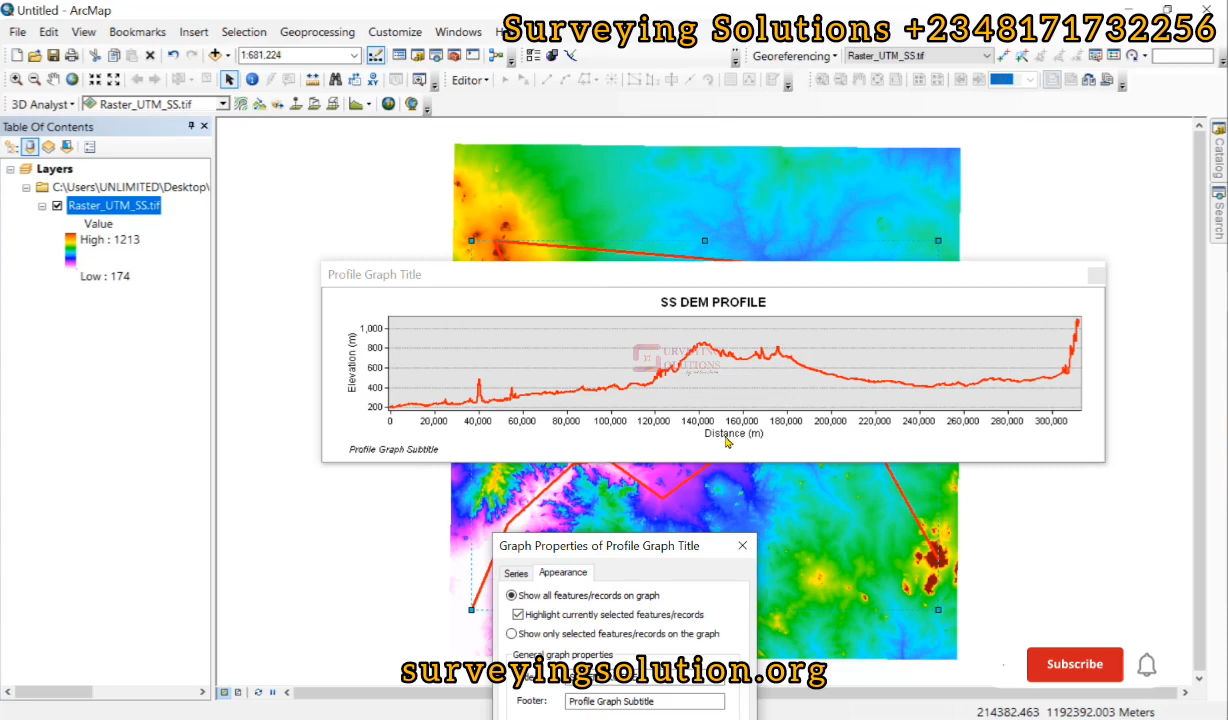 Untitled - ArcMap
Surveying Solutions +2348171732256
File Edit View Bookmarks Insert Selection Geoprocessing Customize Windows
1:681,224
Georeferencing
Raster_UTM_SS.tif
Editor
3D Analyst
Raster_UTM_SS.tif
Table Of Contents
Layers
C:\Users\UNLIMITED\Desktop\
Raster_UTM_SS.tif
Value
High : 1213
Low : 174
Catalog
Search
Profile Graph Title
SS DEM PROFILE
Elevation (m)
1,000
800
600
400
200
0 20,000 40,000 60,000 80,000 100,000 120,000 140,000 160,000 180,000 200,000 220,000 240,000 260,000 280,000 300,000
Distance (m)
Profile Graph Subtitle
Graph Properties of Profile Graph Title
Series Appearance
Show all features/records on graph
Highlight currently selected features/records
Show only selected features/records on the graph
General graph properties
surveyingsolution.org
Footer: Profile Graph Subtitle
Subscribe
214382.463 1192392.003 Meters